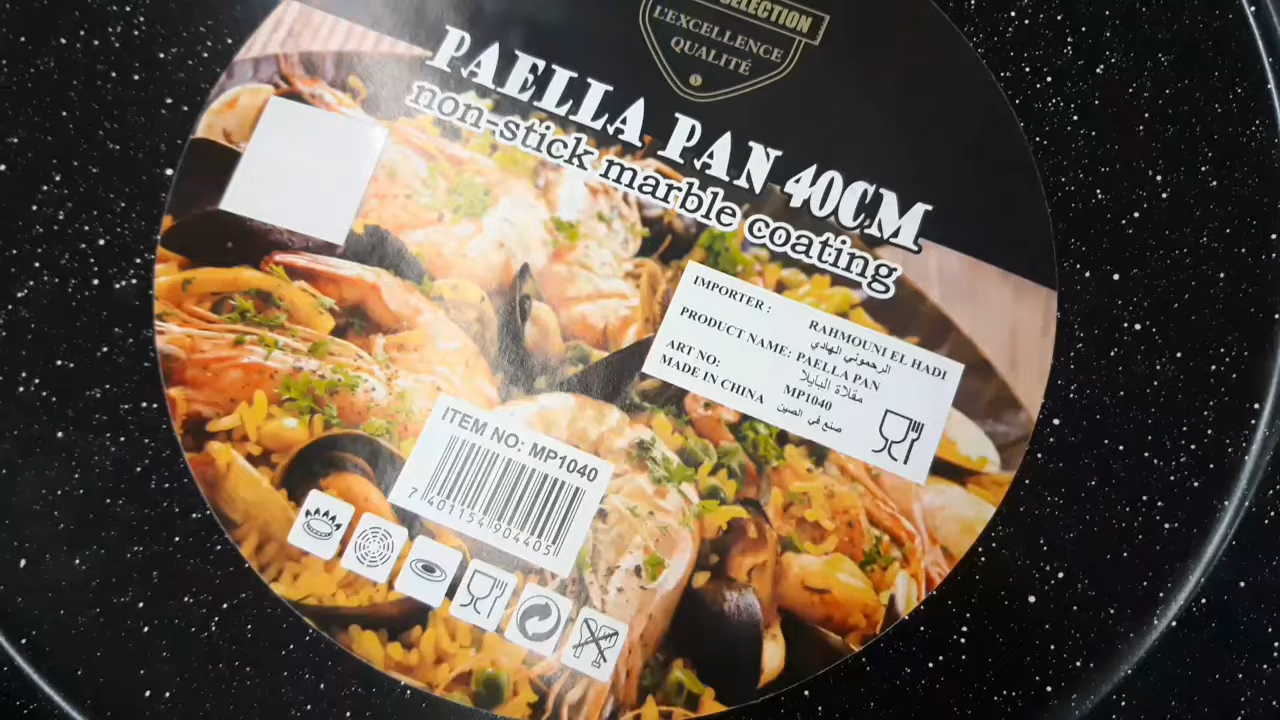 SELECTION
L'EXCELLENCE
QUALITÉ
PAELLA PAN 40CM
non-stick marble coating
IMPORTER : RAHMOUNI EL HADI
الرحموني الهادي
PRODUCT NAME: PAELLA PAN
مقلاة البايلا
ART NO: MP1040
MADE IN CHINA صنع في الصين
ITEM NO: MP1040
7 401154 904405